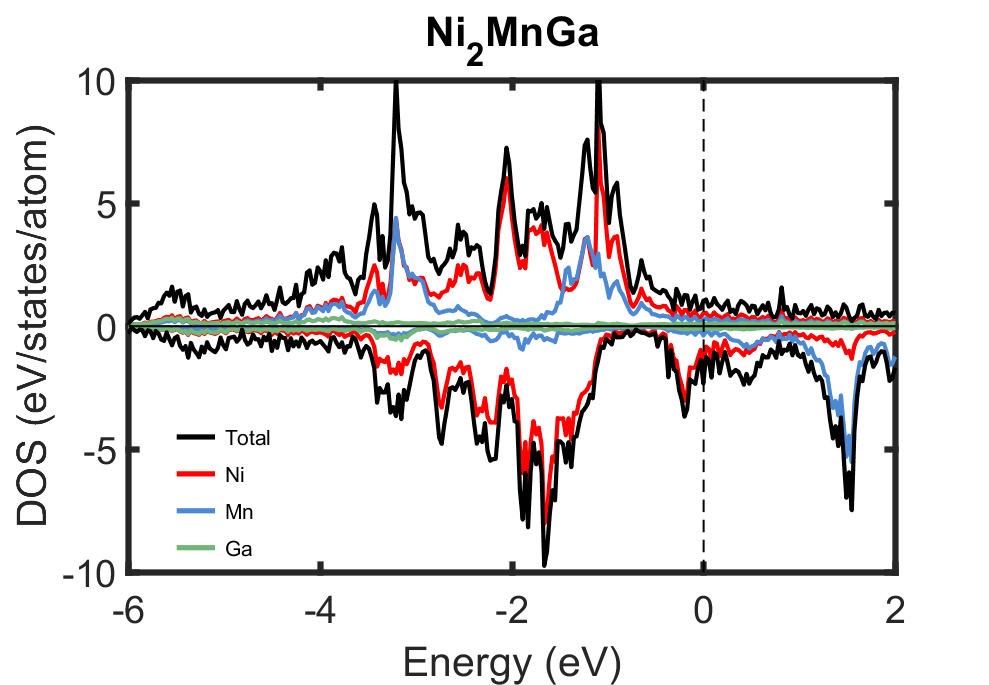 Ni2MnGa
DOS (eV/states/atom)
10
5
0
-5
-10
Total
Ni
Mn
Ga
-6 -4 -2 0 2
Energy (eV)